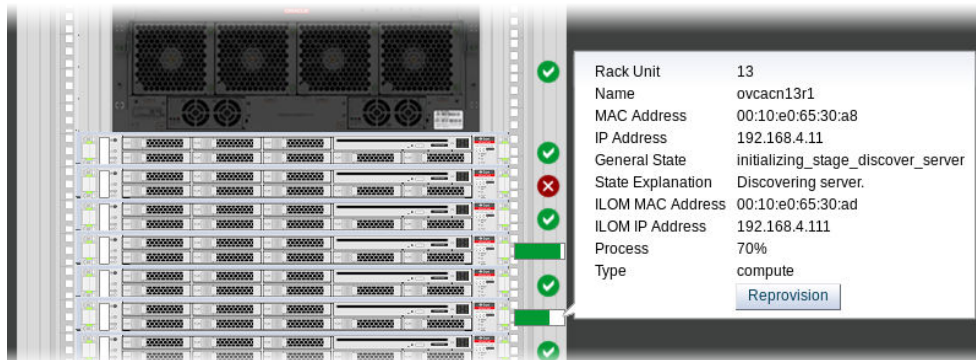 Rack Unit 13
Name ovcacn13r1
MAC Address 00:10:e0:65:30:a8
IP Address 192.168.4.11
General State initializing_stage_discover_server
State Explanation Discovering server.
ILOM MAC Address 00:10:e0:65:30:ad
ILOM IP Address 192.168.4.111
Process 70%
Type compute
Reprovision